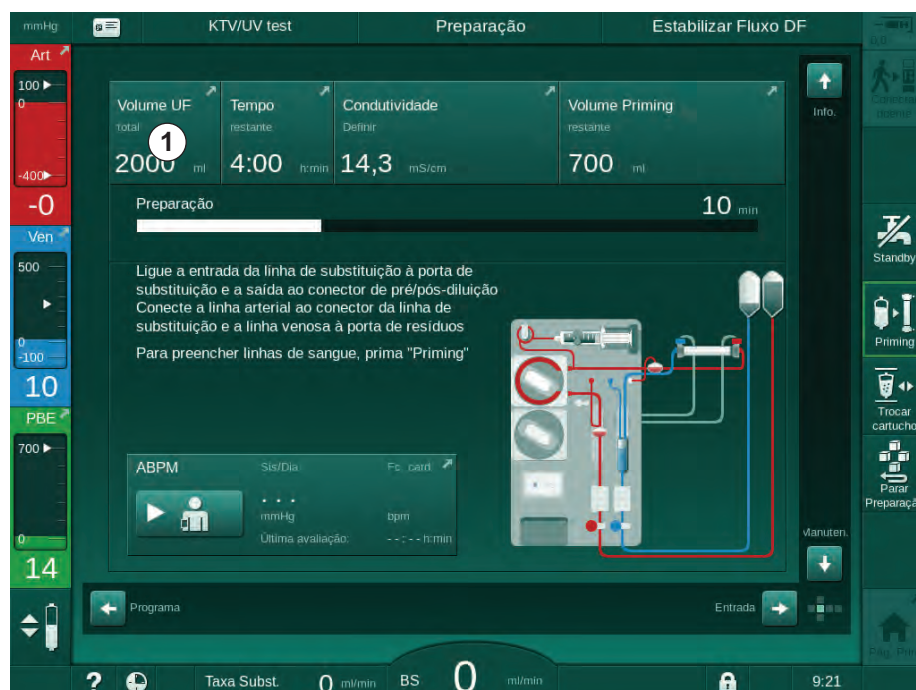 mmHg
KTV/UV test
Preparação
Estabilizar Fluxo DF
Art
100
0
-400
-0
Ven
500
0
-100
10
PBE
700
0
14
Volume UF
total
2000 ml
1
Tempo
restante
4:00 h:min
Condutividade
Definir
14,3 mS/cm
Volume Priming
restante
700 ml
Preparação
10 min
Ligue a entrada da linha de substituição à porta de
substituição e a saída ao conector de pré/pós-diluição
Conecte a linha arterial ao conector da linha de
substituição e a linha venosa à porta de resíduos
Para preencher linhas de sangue, prima "Priming"
ABPM
Sis/Dia
Fc. card.
. . .
mmHg
bpm
Última avaliação:
--:-- h:min
Info.
Manuten.
Programa
Entrada
Standby
Priming
Trocar
cartucho
Parar
Preparaçã
?
Taxa Subst.
0 ml/min
BS
0 ml/min
9:21